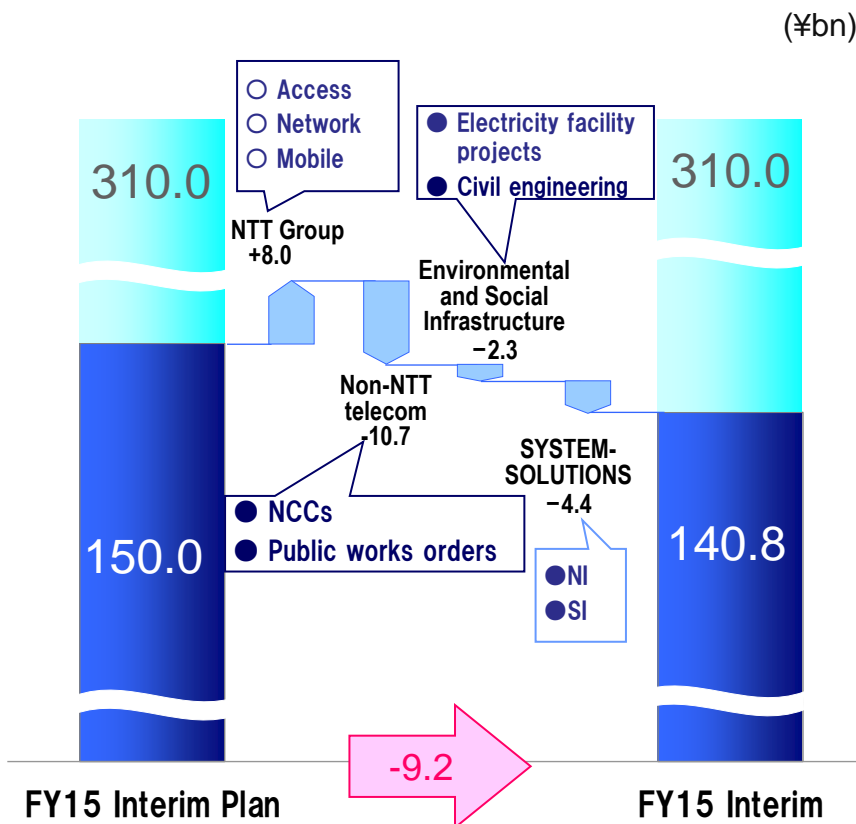 (¥bn)
○ Access
○ Network
○ Mobile
● Electricity facility
projects
● Civil engineering
310.0
310.0
NTT Group
+8.0
Environmental
and Social
Infrastructure
−2.3
Non-NTT
telecom
-10.7
SYSTEM-
SOLUTIONS
−4.4
● NCCs
● Public works orders
150.0
140.8
●NI
●SI
-9.2
FY15 Interim Plan
FY15 Interim